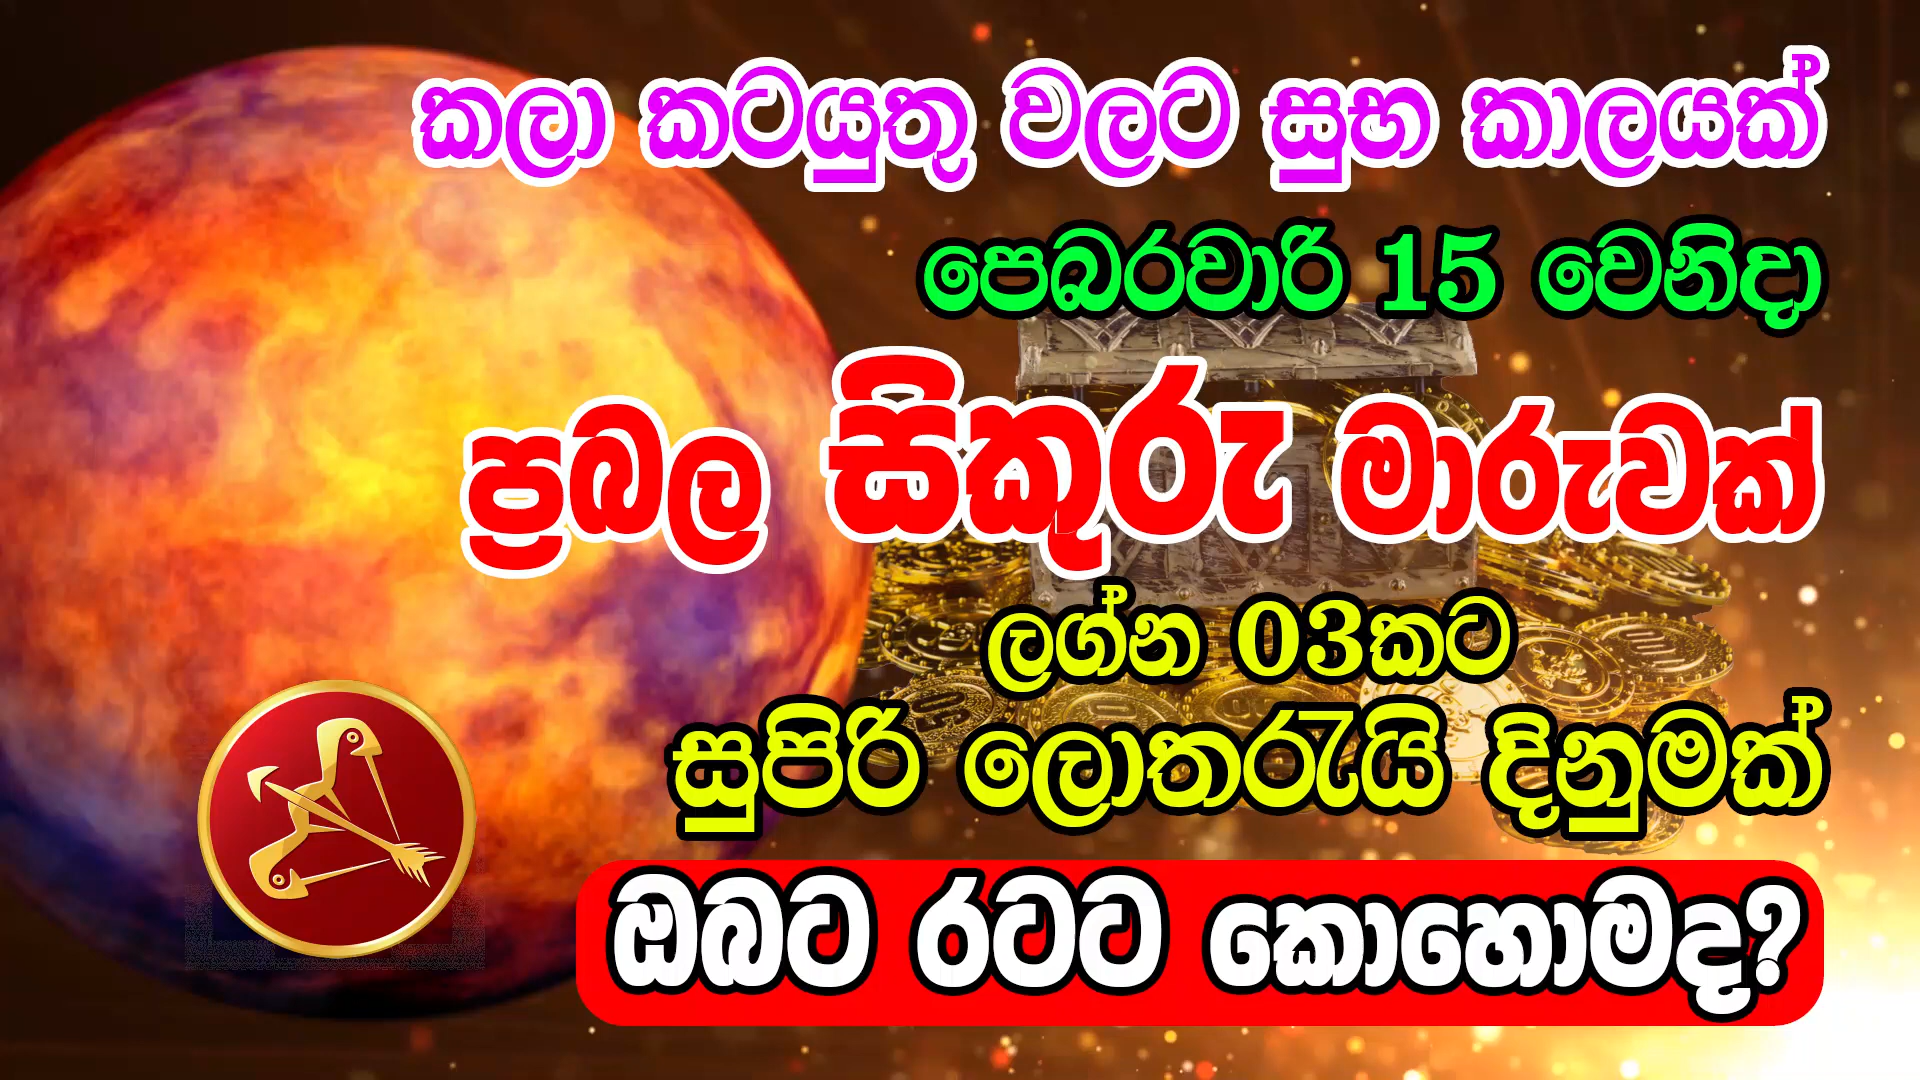 කලා කටයුතු වලට සුභ කාලයක්
පෙබරවාරි 15 වෙනිදා
ප්‍රබල සිකුරු මාරුවක්
ලග්න 03කට
සුපිරි ලොතරැයි දිනුමක්
ඔබට රටට කොහොමද?